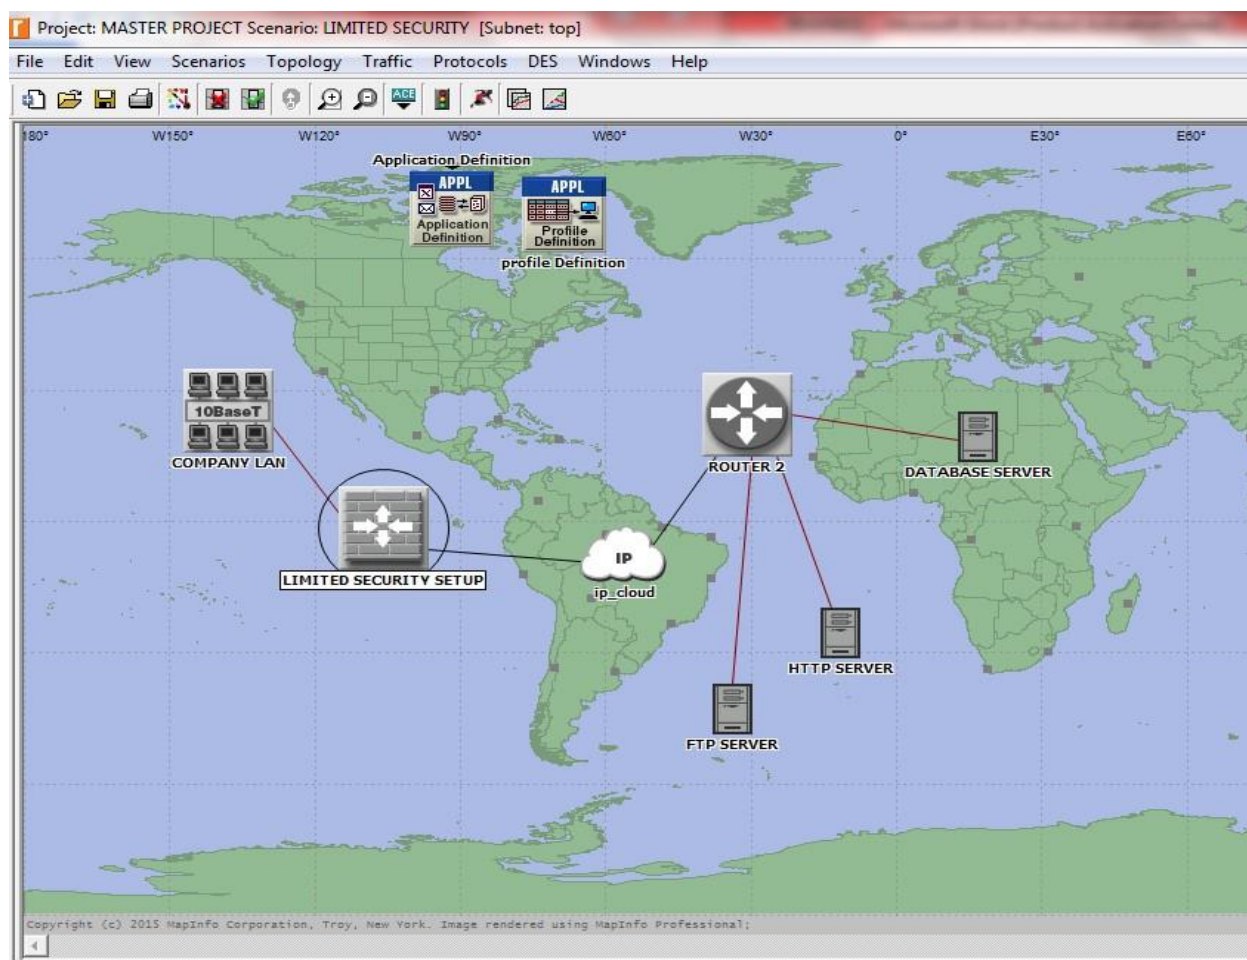 Project: MASTER PROJECT Scenario: LIMITED SECURITY [Subnet: top]
File Edit View Scenarios Topology Traffic Protocols DES Windows Help
ACE
180° W150° W120° W90° W60° W30° 0° E30° E60°
Application Definition
APPL
Application
Definition
APPL
Profiile
Definition
profile Definition
10BaseT
COMPANY LAN
ROUTER 2
DATABASE SERVER
LIMITED SECURITY SETUP
IP
ip_cloud
HTTP SERVER
FTP SERVER
Copyright (c) 2015 MapInfo Corporation, Troy, New York. Image rendered using MapInfo Professional;